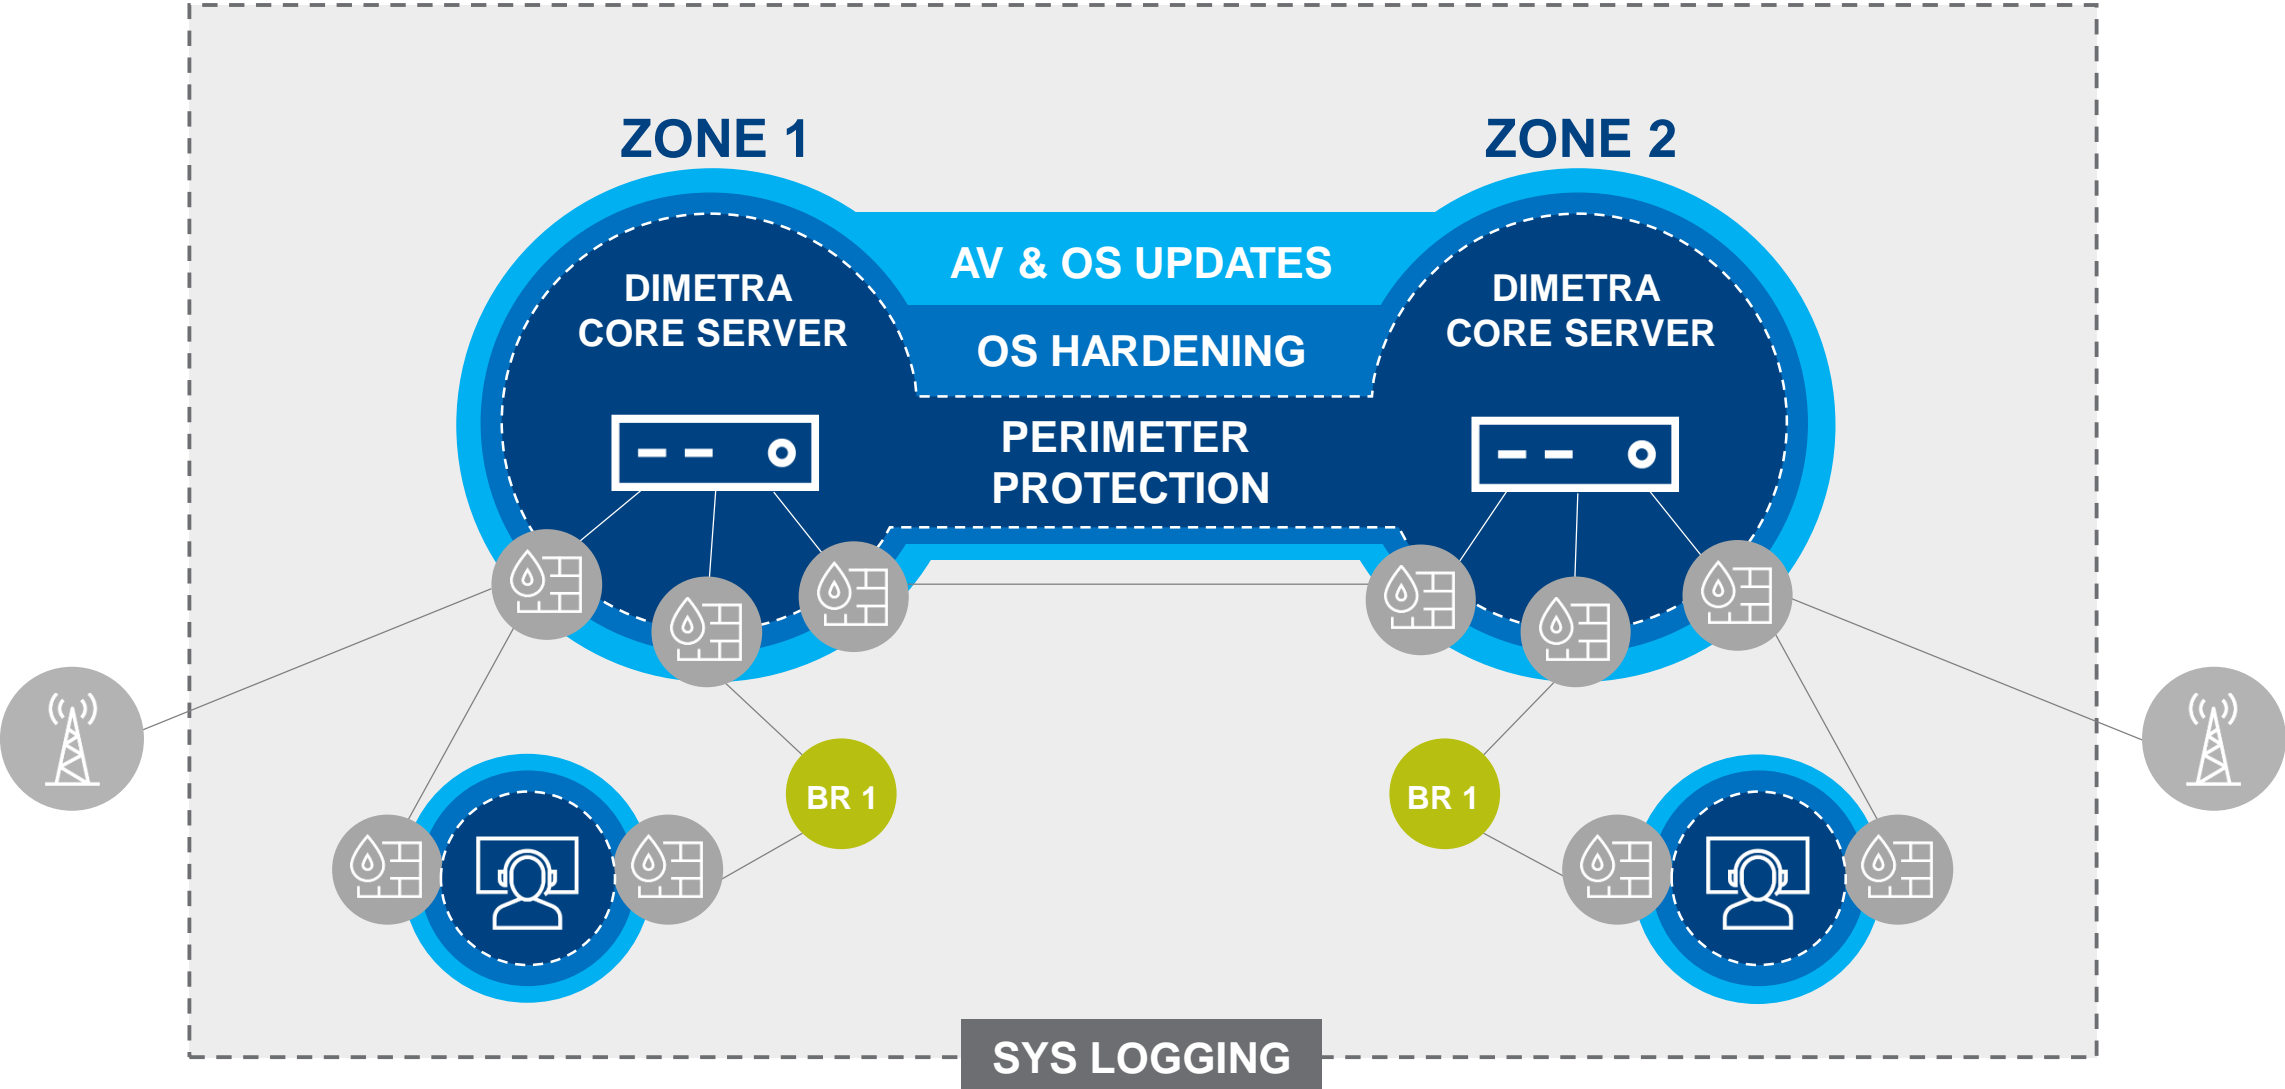 ZONE 1
ZONE 2
AV & OS UPDATES
DIMETRA
CORE SERVER
DIMETRA
CORE SERVER
OS HARDENING
PERIMETER
PROTECTION
BR 1
BR 1
SYS LOGGING